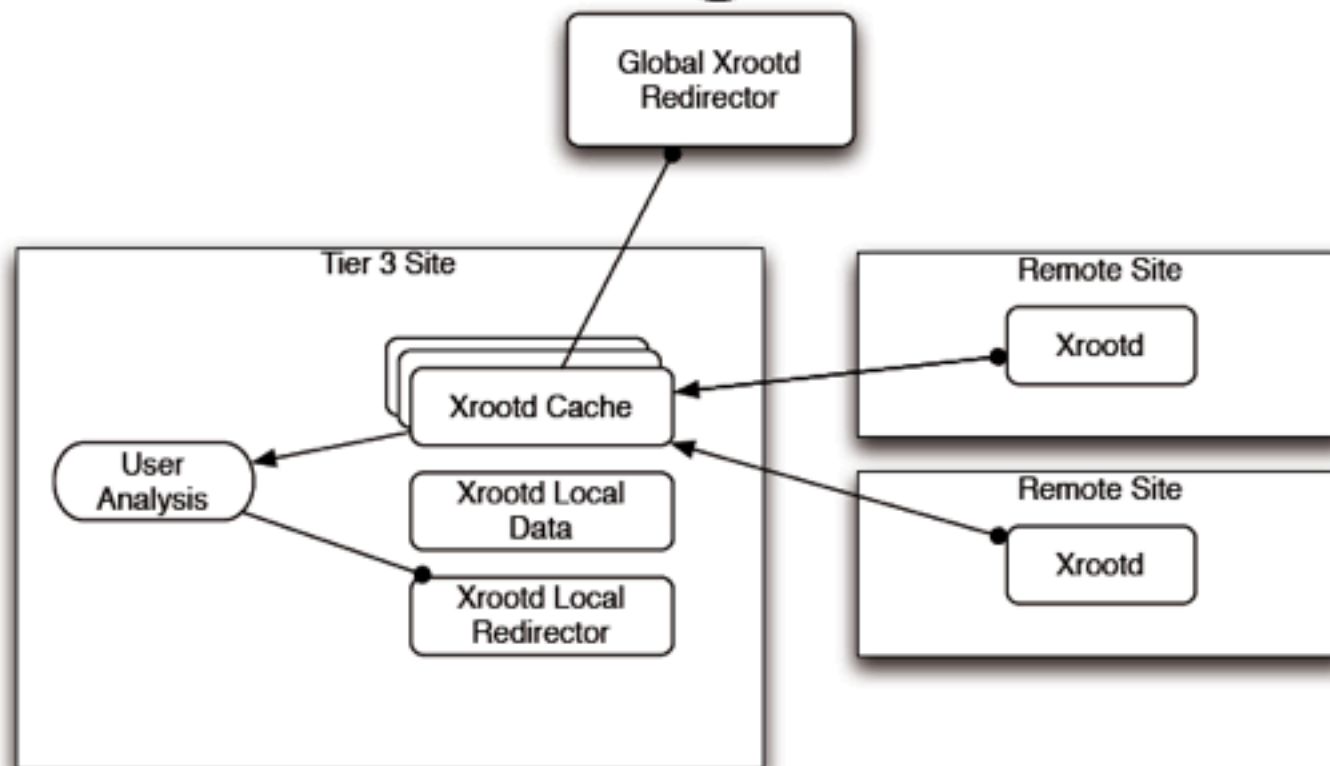 Global Xrootd
Redirector
Tier 3 Site
Xrootd Cache
User
Analysis
Xrootd Local
Data
Xrootd Local
Redirector
Remote Site
Xrootd
Remote Site
Xrootd